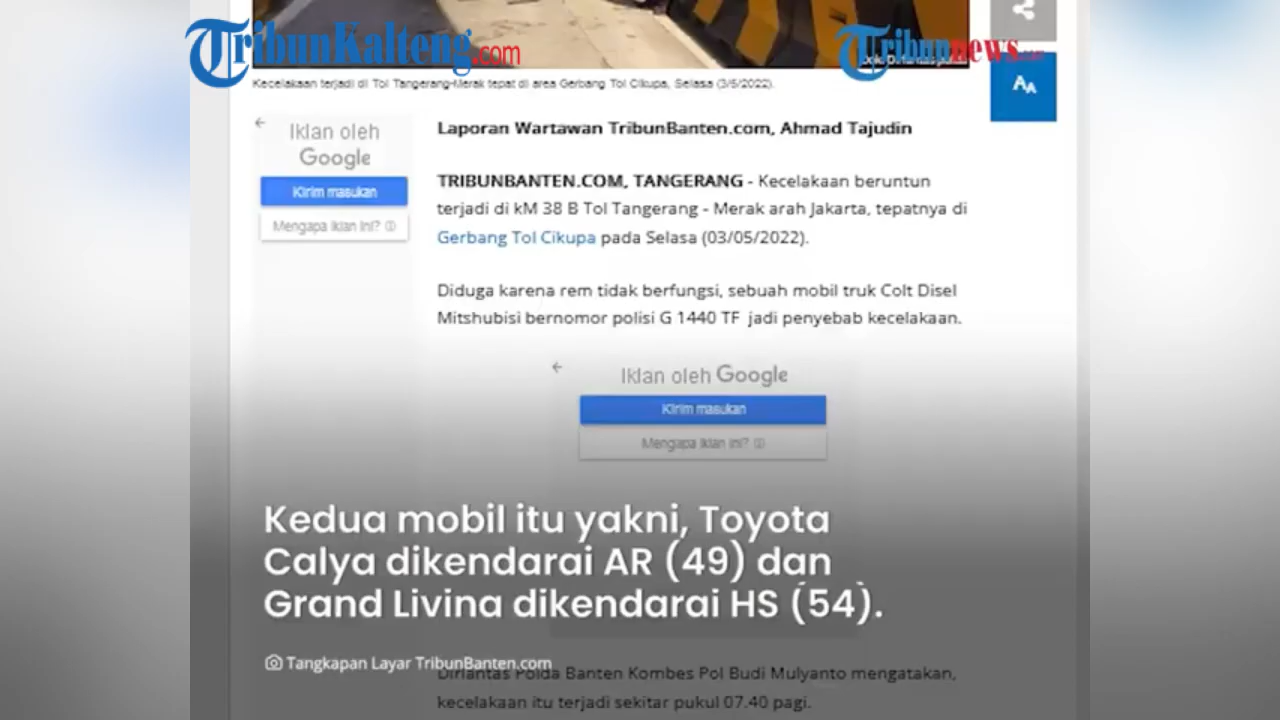 TribunKalteng.com
Tribunnews.com
Kecelakaan terjadi di Tol Tangerang-Merak tepat di area Gerbang Tol Cikupa, Selasa (3/5/2022).
AA
Iklan oleh
Google
Kirim masukan
Mengapa iklan ini?
Laporan Wartawan TribunBanten.com, Ahmad Tajudin
TRIBUNBANTEN.COM, TANGERANG - Kecelakaan beruntun
terjadi di kM 38 B Tol Tangerang - Merak arah Jakarta, tepatnya di
Gerbang Tol Cikupa pada Selasa (03/05/2022).
Diduga karena rem tidak berfungsi, sebuah mobil truk Colt Disel
Mitshubisi bernomor polisi G 1440 TF jadi penyebab kecelakaan.
Iklan oleh Google
Kirim masukan
Mengapa iklan ini?
Kedua mobil itu yakni, Toyota
Calya dikendarai AR (49) dan
Grand Livina dikendarai HS (54).
Tangkapan Layar TribunBanten.com
Dirlantas Polda Banten Kombes Pol Budi Mulyanto mengatakan,
kecelakaan itu terjadi sekitar pukul 07.40 pagi.